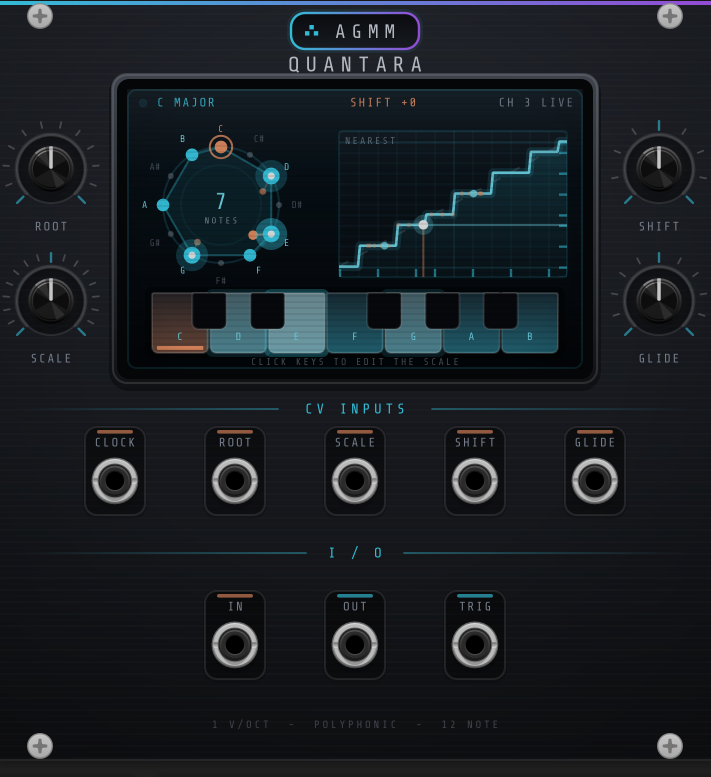 AGMM
QUANTARA
C MAJOR SHIFT +0 CH 3 LIVE
NEAREST
C
B C#
A# D
7
A D#
NOTES
G# E
G F
F#
ROOT SHIFT
C D E F G A B
CLICK KEYS TO EDIT THE SCALE
SCALE GLIDE
CV INPUTS
CLOCK ROOT SCALE SHIFT GLIDE
I / O
IN OUT TRIG
1 V/OCT - POLYPHONIC - 12 NOTE